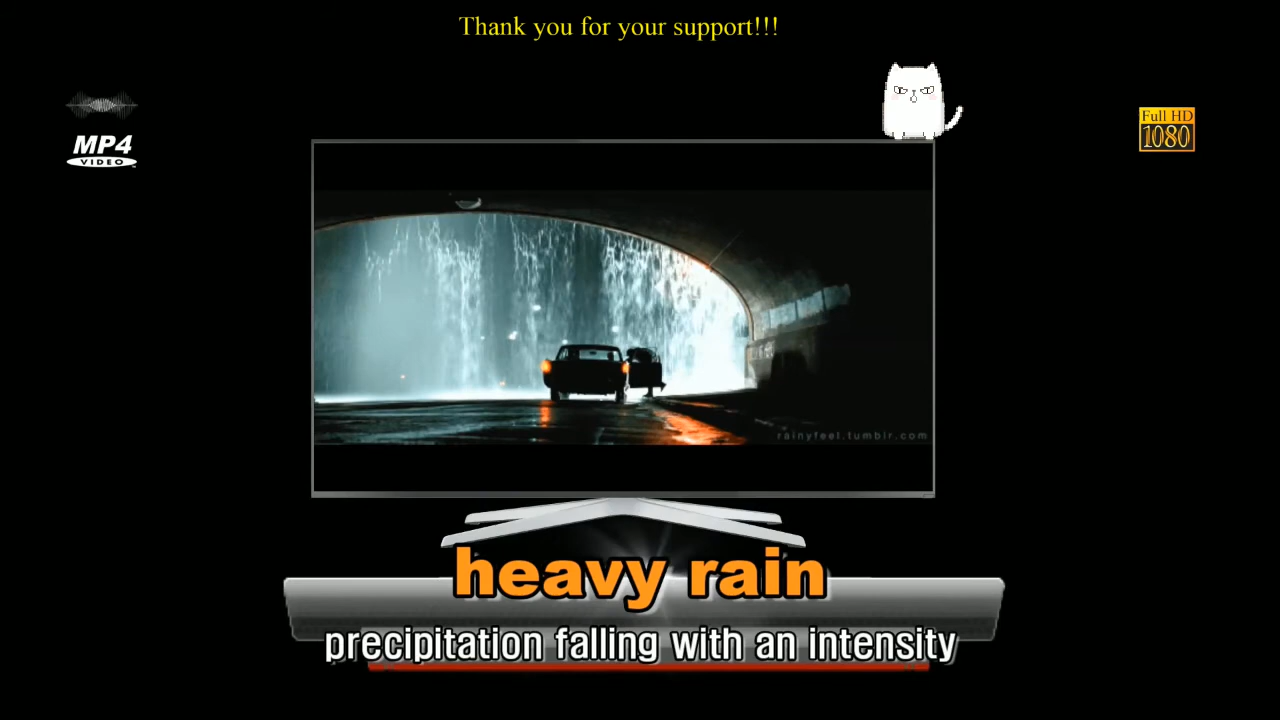 Thank you for your support!!!
MP4
VIDEO
Full HD
1080
rainyfeel.tumblr.com
heavy rain
precipitation falling with an intensity